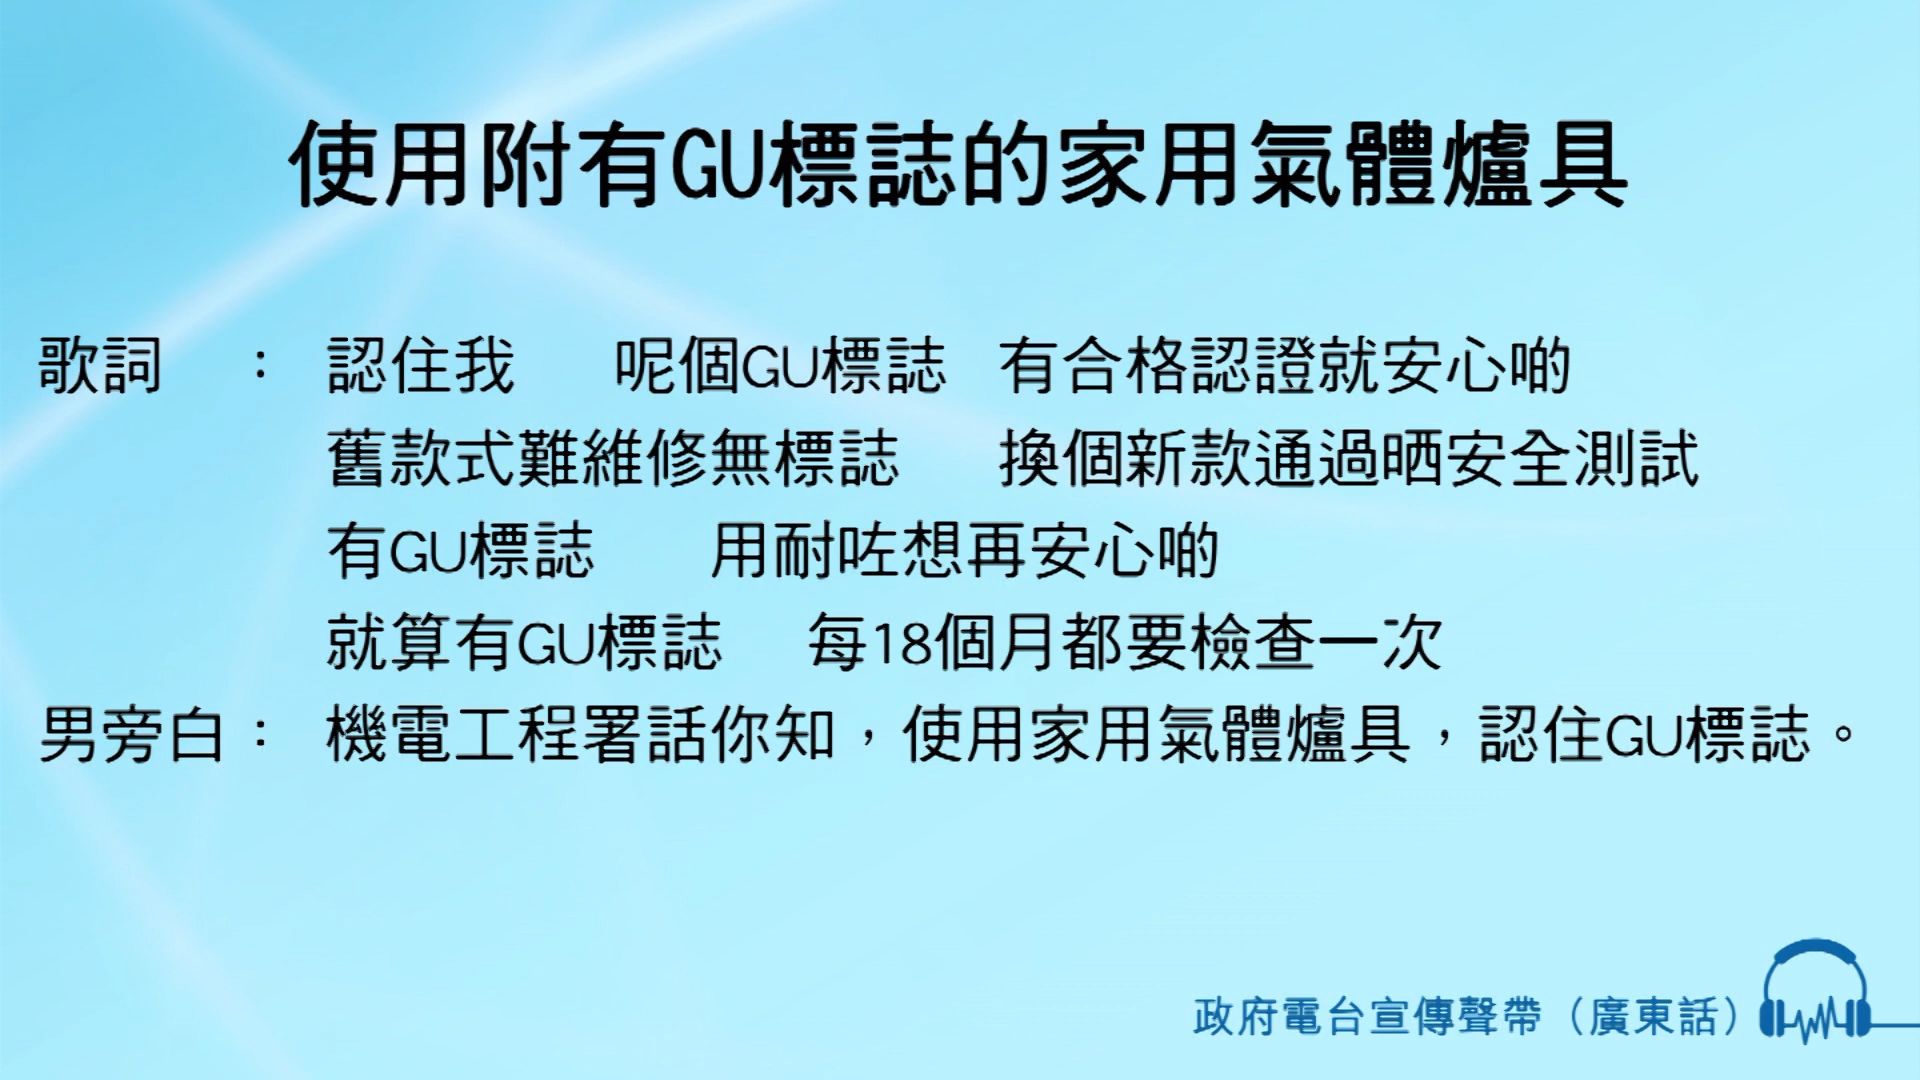 使用附有GU標誌的家用氣體爐具
歌詞 ： 認住我 呢個GU標誌 有合格認證就安心啲
舊款式難維修無標誌 換個新款通過晒安全測試
有GU標誌 用耐咗想再安心啲
就算有GU標誌 每18個月都要檢查一次
男旁白： 機電工程署話你知，使用家用氣體爐具，認住GU標誌。
政府電台宣傳聲帶（廣東話）